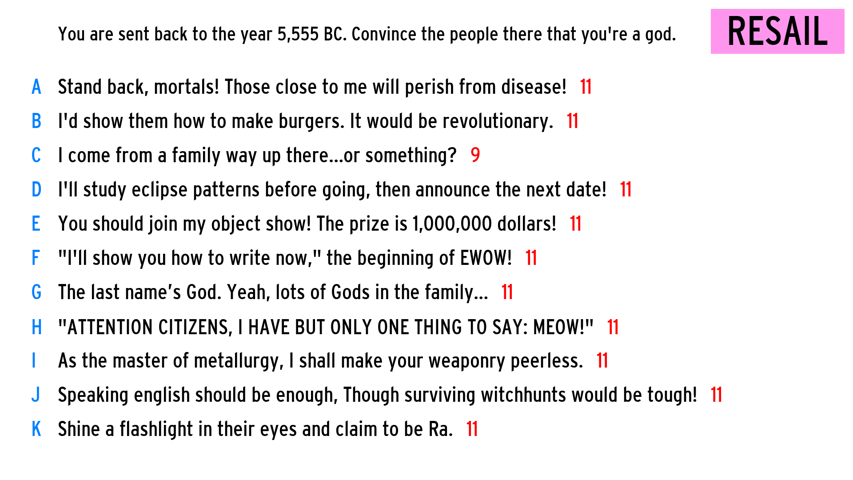 You are sent back to the year 5,555 BC. Convince the people there that you're a god.
RESAIL
A Stand back, mortals! Those close to me will perish from disease! 11
B I'd show them how to make burgers. It would be revolutionary. 11
C I come from a family way up there...or something? 9
D I'll study eclipse patterns before going, then announce the next date! 11
E You should join my object show! The prize is 1,000,000 dollars! 11
F "I'll show you how to write now," the beginning of EWOW! 11
G The last name’s God. Yeah, lots of Gods in the family... 11
H "ATTENTION CITIZENS, I HAVE BUT ONLY ONE THING TO SAY: MEOW!" 11
I As the master of metallurgy, I shall make your weaponry peerless. 11
J Speaking english should be enough, Though surviving witchhunts would be tough! 11
K Shine a flashlight in their eyes and claim to be Ra. 11